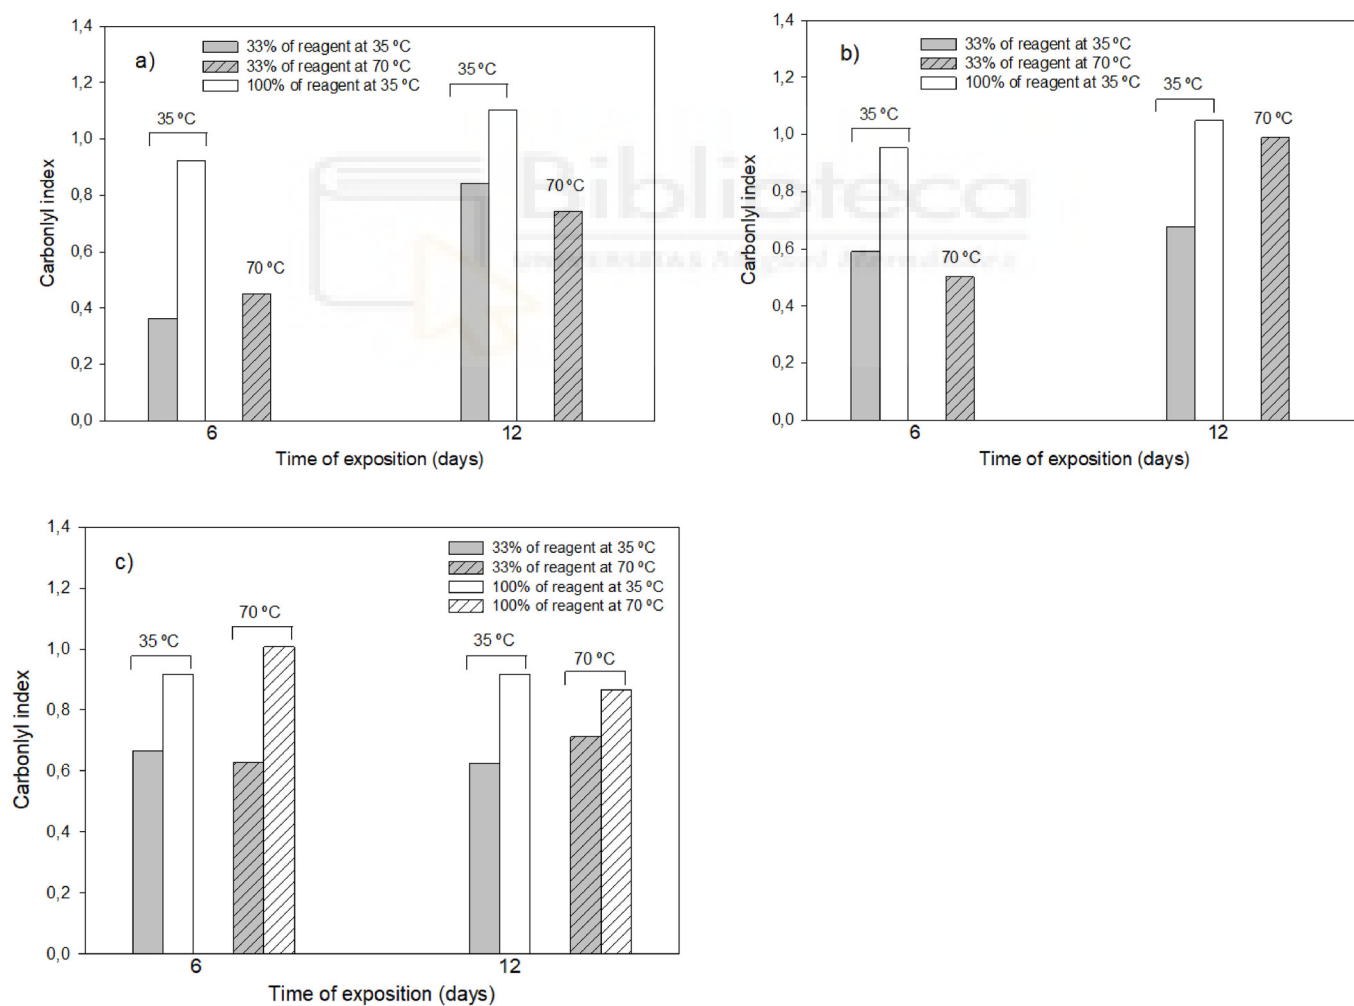 a)
33% of reagent at 35 ºC
33% of reagent at 70 ºC
100% of reagent at 35 ºC
1,4
1,2
1,0
0,8
0,6
0,4
0,2
0,0
Carbonlyl index
35 ºC
70 ºC
35 ºC
70 ºC
6
12
Time of exposition (days)
b)
33% of reagent at 35 ºC
33% of reagent at 70 ºC
100% of reagent at 35 ºC
1,4
1,2
1,0
0,8
0,6
0,4
0,2
0,0
Carbonlyl index
35 ºC
70 ºC
35 ºC
70 ºC
6
12
Time of exposition (days)
Biblioteca
UNIVERSITAS Miguel Hernández
c)
33% of reagent at 35 ºC
33% of reagent at 70 ºC
100% of reagent at 35 ºC
100% of reagent at 70 ºC
1,4
1,2
1,0
0,8
0,6
0,4
0,2
0,0
Carbonlyl index
35 ºC
70 ºC
35 ºC
70 ºC
6
12
Time of exposition (days)